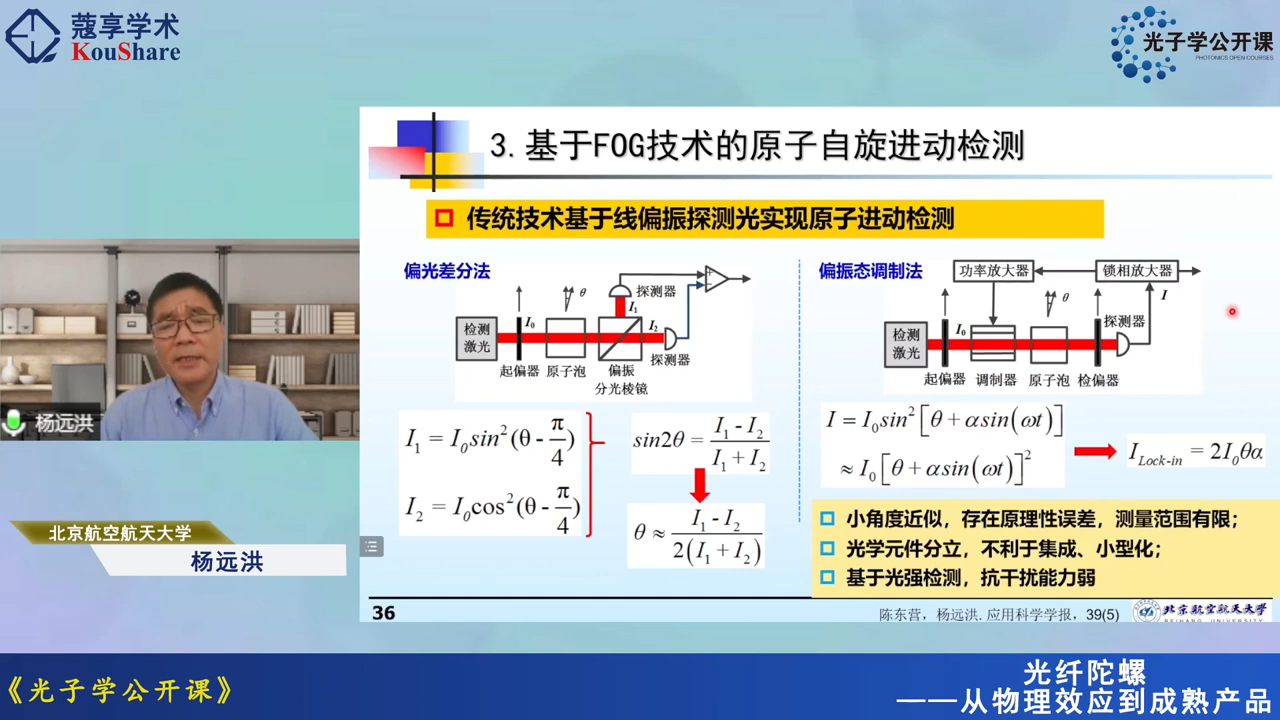 蔻享学术
KouShare
光子学公开课
PHOTONICS OPEN COURSES
3.基于FOG技术的原子自旋进动检测
传统技术基于线偏振探测光实现原子进动检测
偏光差分法
检测
激光
I₀
θ
探测器
I₁
I₂
探测器
起偏器
原子泡
偏振
分光棱镜
I₁ = I₀sin²(θ - π/4)
I₂ = I₀cos²(θ - π/4)
sin2θ = (I₁ - I₂)/(I₁ + I₂)
θ ≈ (I₁ - I₂)/2(I₁ + I₂)
偏振态调制法
功率放大器
锁相放大器
I
θ
探测器
检测
激光
I₀
起偏器
调制器
原子泡
检偏器
I = I₀sin²[θ + αsin(ωt)]
≈ I₀[θ + αsin(ωt)]²
I_Lock-in = 2I₀θα
小角度近似，存在原理性误差，测量范围有限；
光学元件分立，不利于集成、小型化；
基于光强检测，抗干扰能力弱
36
陈东营，杨远洪. 应用科学学报，39(5)
北京航空航天大学
BEIHANG UNIVERSITY
杨远洪
北京航空航天大学
杨远洪
《光子学公开课》
光纤陀螺
——从物理效应到成熟产品